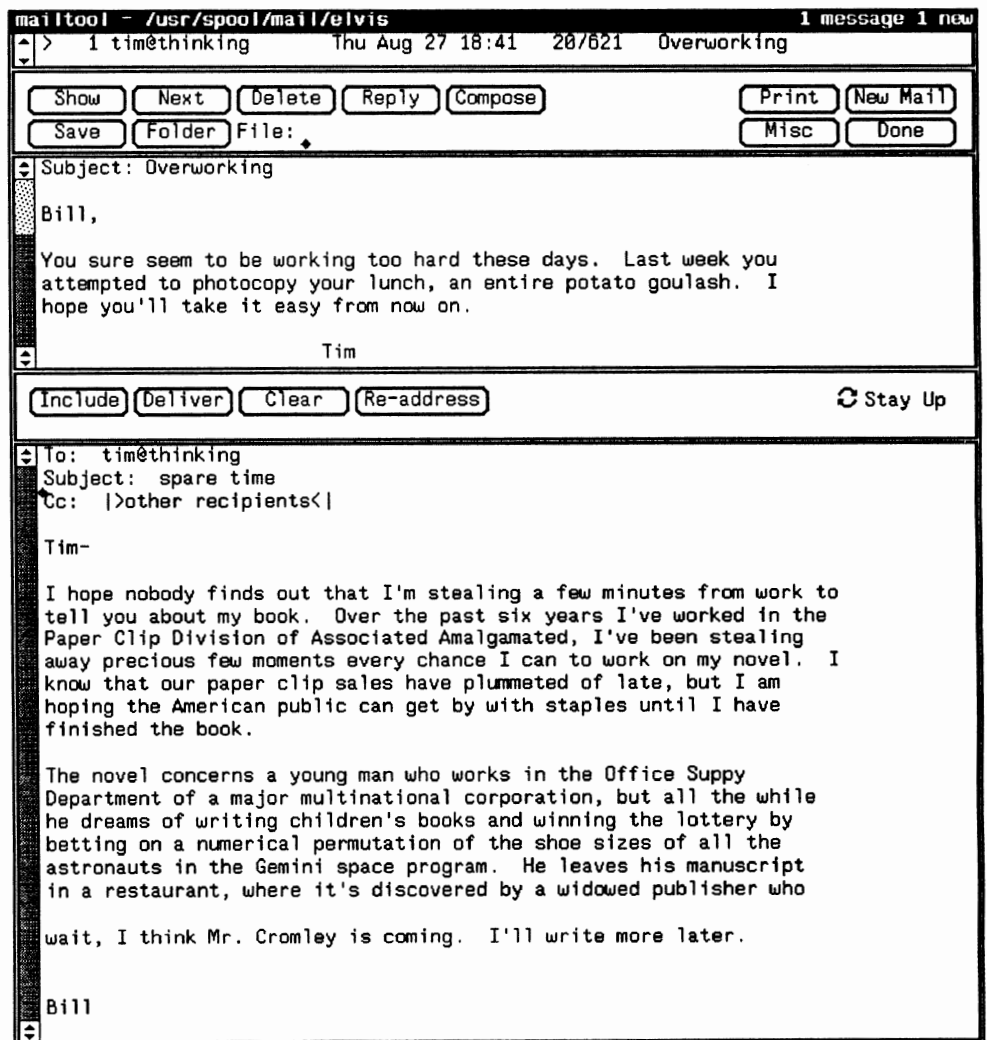 mailtool - /usr/spool/mail/elvis 1 message 1 new
> 1 tim@thinking Thu Aug 27 18:41 20/621 Overworking
Show Next Delete Reply Compose Print New Mail
Save Folder File: Misc Done
Subject: Overworking
Bill,
You sure seem to be working too hard these days. Last week you
attempted to photocopy your lunch, an entire potato goulash. I
hope you'll take it easy from now on.
Tim
Include Deliver Clear Re-address Stay Up
To: tim@thinking
Subject: spare time
Cc: |>other recipients<|
Tim-
I hope nobody finds out that I'm stealing a few minutes from work to
tell you about my book. Over the past six years I've worked in the
Paper Clip Division of Associated Amalgamated, I've been stealing
away precious few moments every chance I can to work on my novel. I
know that our paper clip sales have plummeted of late, but I am
hoping the American public can get by with staples until I have
finished the book.
The novel concerns a young man who works in the Office Suppy
Department of a major multinational corporation, but all the while
he dreams of writing children's books and winning the lottery by
betting on a numerical permutation of the shoe sizes of all the
astronauts in the Gemini space program. He leaves his manuscript
in a restaurant, where it's discovered by a widowed publisher who
wait, I think Mr. Cromley is coming. I'll write more later.
Bill